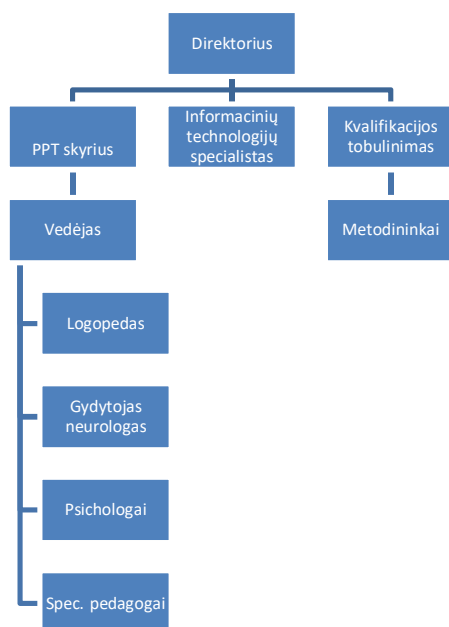 Direktorius
PPT skyrius
Informacinių
technologijų
specialistas
Kvalifikacijos
tobulinimas
Vedėjas
Metodininkai
Logopedas
Gydytojas
neurologas
Psichologai
Spec. pedagogai